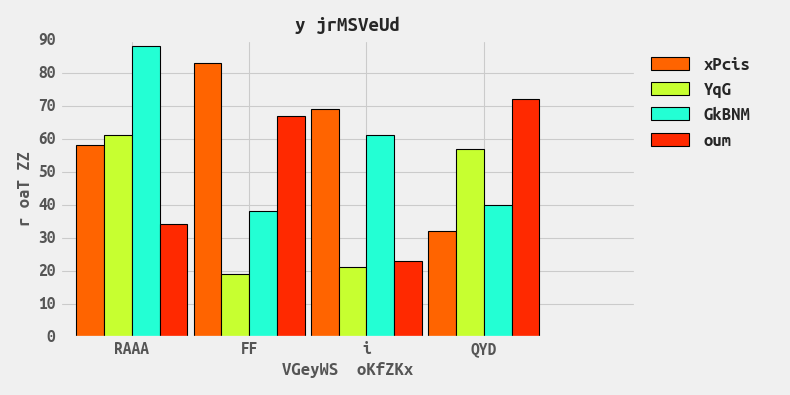 y jrMSVeUd
90
80
70
60
50
40
30
20
10
0
r oaT ZZ
RAAA FF i QYD
VGeyWS  oKfZKx
xPcis
YqG
GkBNM
oum